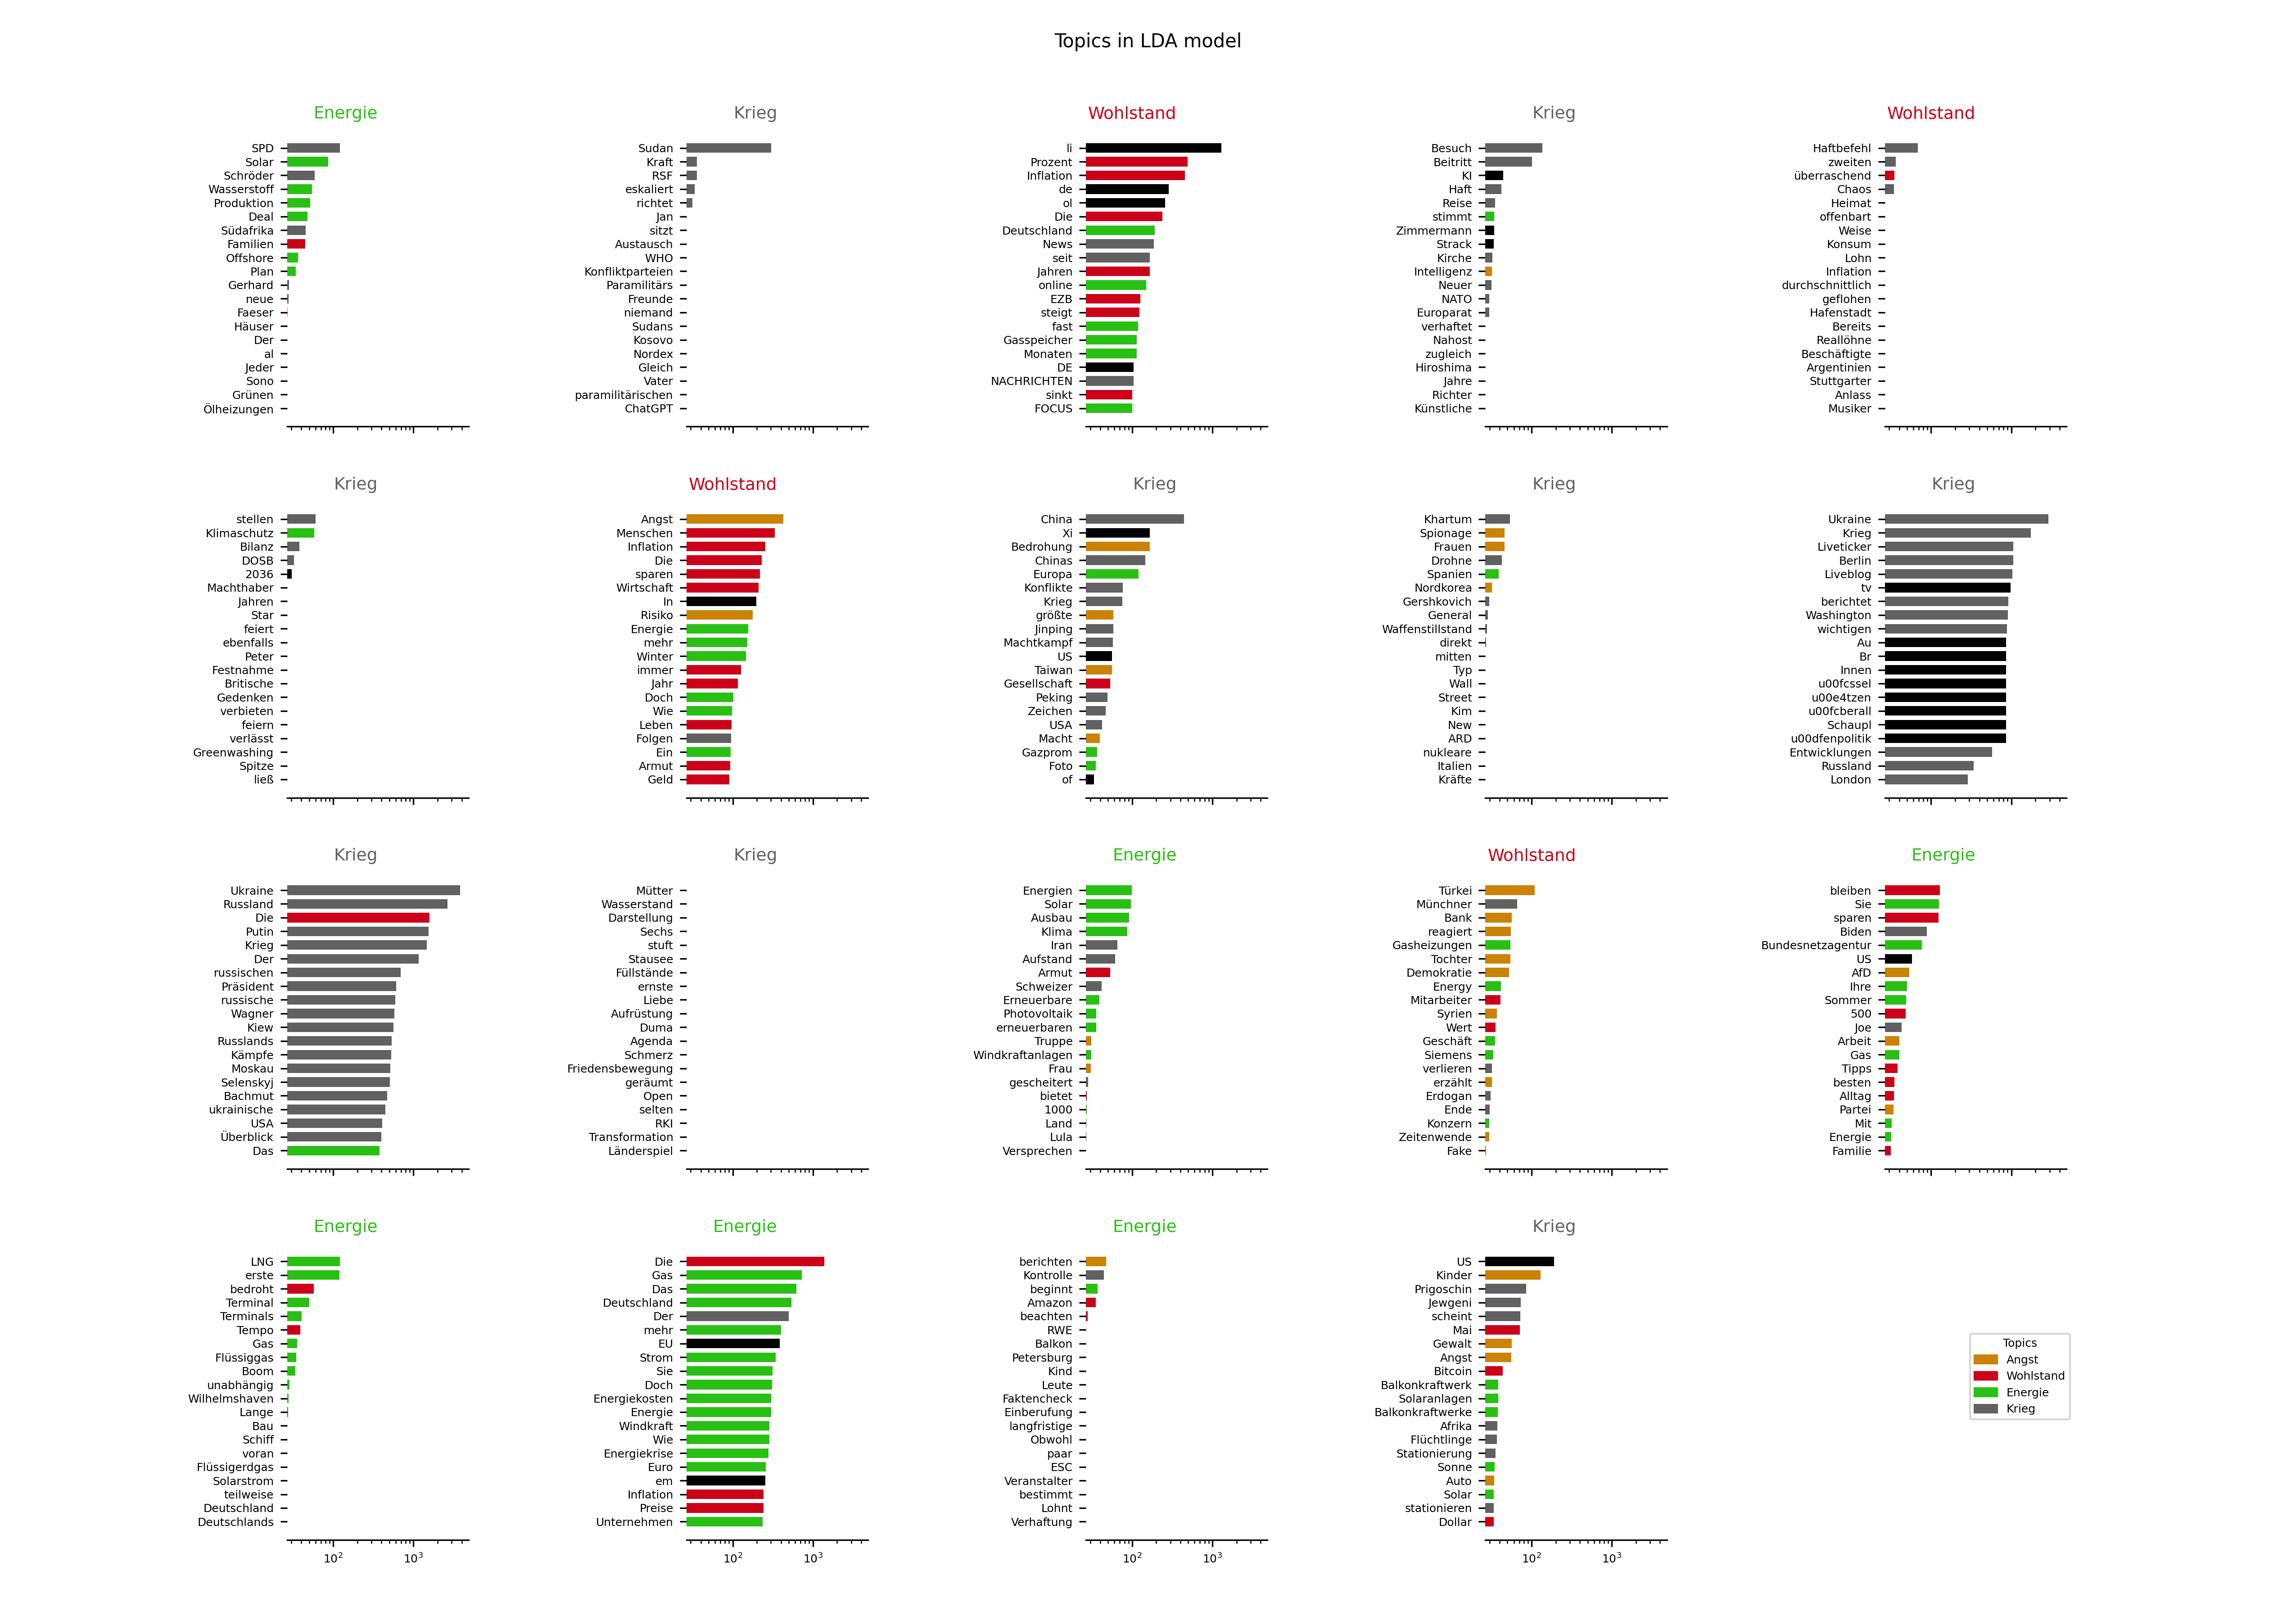 Topics in LDA model
Energie
SPD
Solar
Schröder
Wasserstoff
Produktion
Deal
Südafrika
Familien
Offshore
Plan
Gerhard
neue
Faeser
Häuser
Der
al
Jeder
Sono
Grünen
Ölheizungen
Krieg
Sudan
Kraft
RSF
eskaliert
richtet
Jan
sitzt
Austausch
WHO
Konfliktparteien
Paramilitärs
Freunde
niemand
Sudans
Kosovo
Nordex
Gleich
Vater
paramilitärischen
ChatGPT
Wohlstand
li
Prozent
Inflation
de
ol
Die
Deutschland
News
seit
Jahren
online
EZB
steigt
fast
Gasspeicher
Monaten
DE
NACHRICHTEN
sinkt
FOCUS
Krieg
Besuch
Beitritt
KI
Haft
Reise
stimmt
Zimmermann
Strack
Kirche
Intelligenz
Neuer
NATO
Europarat
verhaftet
Nahost
zugleich
Hiroshima
Jahre
Richter
Künstliche
Wohlstand
Haftbefehl
zweiten
überraschend
Chaos
Heimat
offenbart
Weise
Konsum
Lohn
Inflation
durchschnittlich
geflohen
Hafenstadt
Bereits
Reallöhne
Beschäftigte
Argentinien
Stuttgarter
Anlass
Musiker
Krieg
stellen
Klimaschutz
Bilanz
DOSB
2036
Machthaber
Jahren
Star
feiert
ebenfalls
Peter
Festnahme
Britische
Gedenken
verbieten
feiern
verlässt
Greenwashing
Spitze
ließ
Wohlstand
Angst
Menschen
Inflation
Die
sparen
Wirtschaft
In
Risiko
Energie
mehr
Winter
immer
Jahr
Doch
Wie
Leben
Folgen
Ein
Armut
Geld
Krieg
China
Xi
Bedrohung
Chinas
Europa
Konflikte
Krieg
größte
Jinping
Machtkampf
US
Taiwan
Gesellschaft
Peking
Zeichen
USA
Macht
Gazprom
Foto
of
Krieg
Khartum
Spionage
Frauen
Drohne
Spanien
Nordkorea
Gershkovich
General
Waffenstillstand
direkt
mitten
Typ
Wall
Street
Kim
New
ARD
nukleare
Italien
Kräfte
Krieg
Ukraine
Krieg
Liveticker
Berlin
Liveblog
tv
berichtet
Washington
wichtigen
Au
Br
Innen
u00fcssel
u00e4tzen
u00fcberall
Schaupl
u00dfenpolitik
Entwicklungen
Russland
London
Krieg
Ukraine
Russland
Die
Putin
Krieg
Der
russischen
Präsident
russische
Wagner
Kiew
Russlands
Kämpfe
Moskau
Selenskyj
Bachmut
ukrainische
USA
Überblick
Das
Krieg
Mütter
Wasserstand
Darstellung
Sechs
stuft
Stausee
Füllstände
ernste
Liebe
Aufrüstung
Duma
Agenda
Schmerz
Friedensbewegung
geräumt
Open
selten
RKI
Transformation
Länderspiel
Energie
Energien
Solar
Ausbau
Klima
Iran
Aufstand
Armut
Schweizer
Erneuerbare
Photovoltaik
erneuerbaren
Truppe
Windkraftanlagen
Frau
gescheitert
bietet
1000
Land
Lula
Versprechen
Wohlstand
Türkei
Münchner
Bank
reagiert
Gasheizungen
Tochter
Demokratie
Energy
Mitarbeiter
Syrien
Wert
Geschäft
Siemens
verlieren
erzählt
Erdogan
Ende
Konzern
Zeitenwende
Fake
Energie
bleiben
Sie
sparen
Biden
Bundesnetzagentur
US
AfD
Ihre
Sommer
500
Joe
Arbeit
Gas
Tipps
besten
Alltag
Partei
Mit
Energie
Familie
Energie
LNG
erste
bedroht
Terminal
Terminals
Tempo
Gas
Flüssiggas
Boom
unabhängig
Wilhelmshaven
Lange
Bau
Schiff
voran
Flüssigerdgas
Solarstrom
teilweise
Deutschland
Deutschlands
10² 10³
Energie
Die
Gas
Das
Deutschland
Der
mehr
EU
Strom
Sie
Doch
Energiekosten
Energie
Windkraft
Wie
Energiekrise
Euro
em
Inflation
Preise
Unternehmen
10² 10³
Energie
berichten
Kontrolle
beginnt
Amazon
beachten
RWE
Balkon
Petersburg
Kind
Leute
Faktencheck
Einberufung
langfristige
Obwohl
paar
ESC
Veranstalter
bestimmt
Lohnt
Verhaftung
10² 10³
Krieg
US
Kinder
Prigoschin
Jewgeni
scheint
Mai
Gewalt
Angst
Bitcoin
Balkonkraftwerk
Solaranlagen
Balkonkraftwerke
Afrika
Flüchtlinge
Stationierung
Sonne
Auto
Solar
stationieren
Dollar
10² 10³
Topics
Angst
Wohlstand
Energie
Krieg